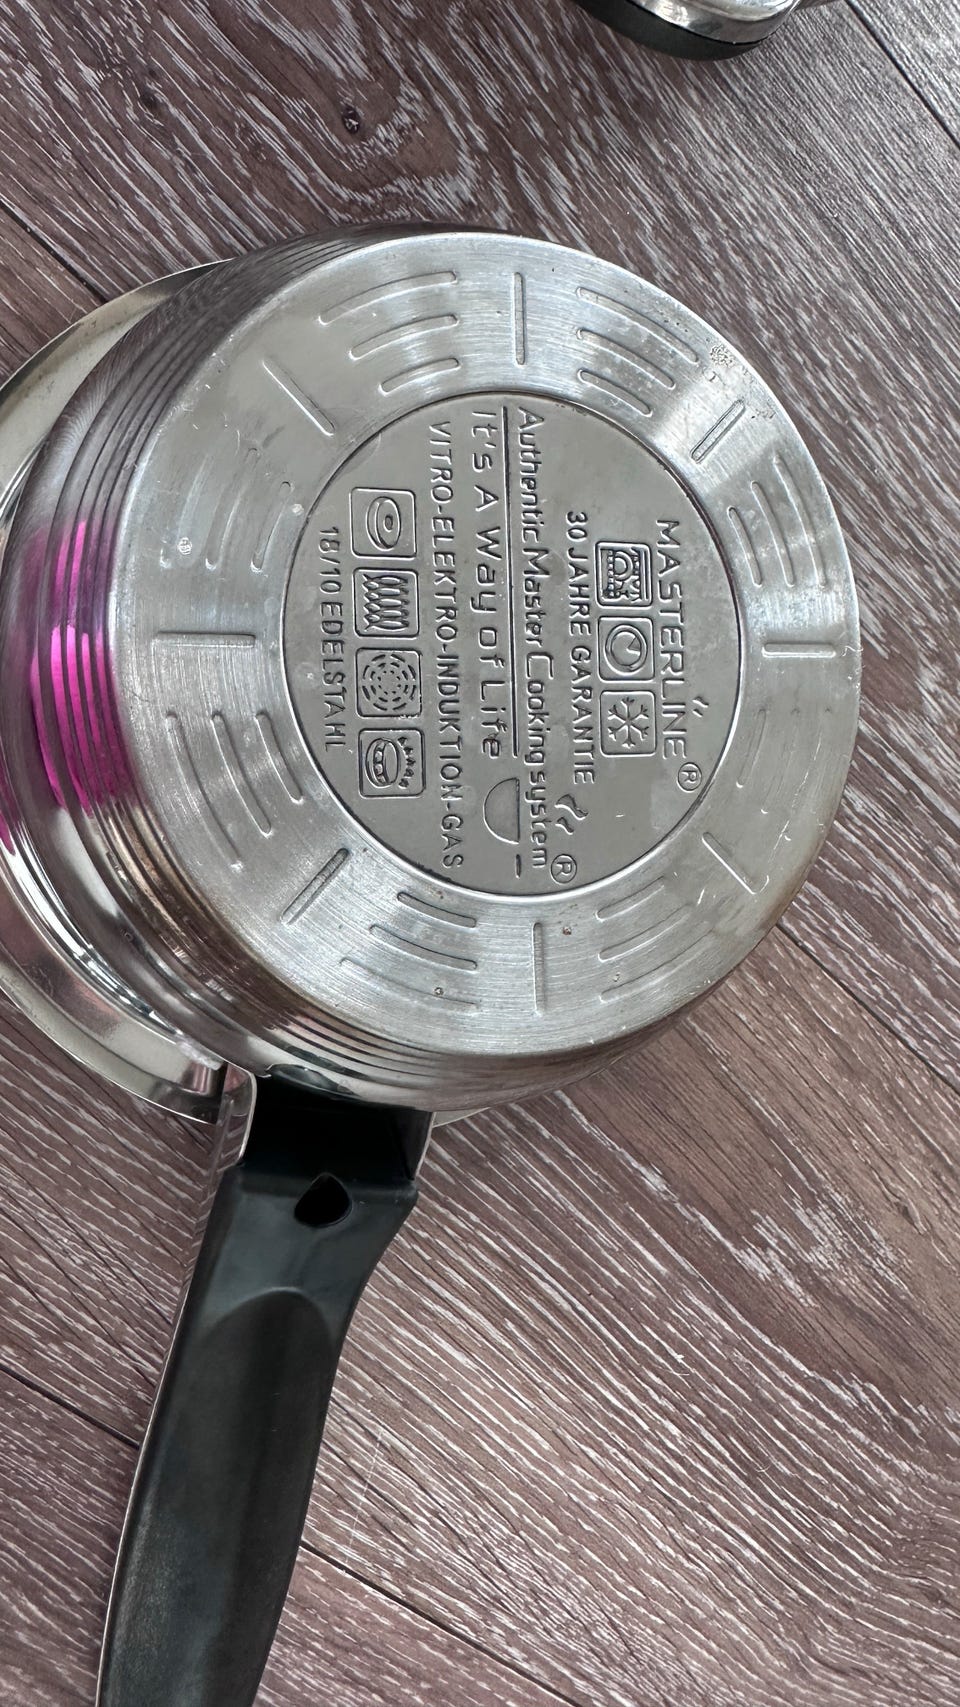 MASTERLINE®
30 JAHRE GARANTIE
Authentic Master Cooking system®
It's A Way of Life
VITRO-ELEKTRO-INDUKTION-GAS
18/10 EDELSTAHL